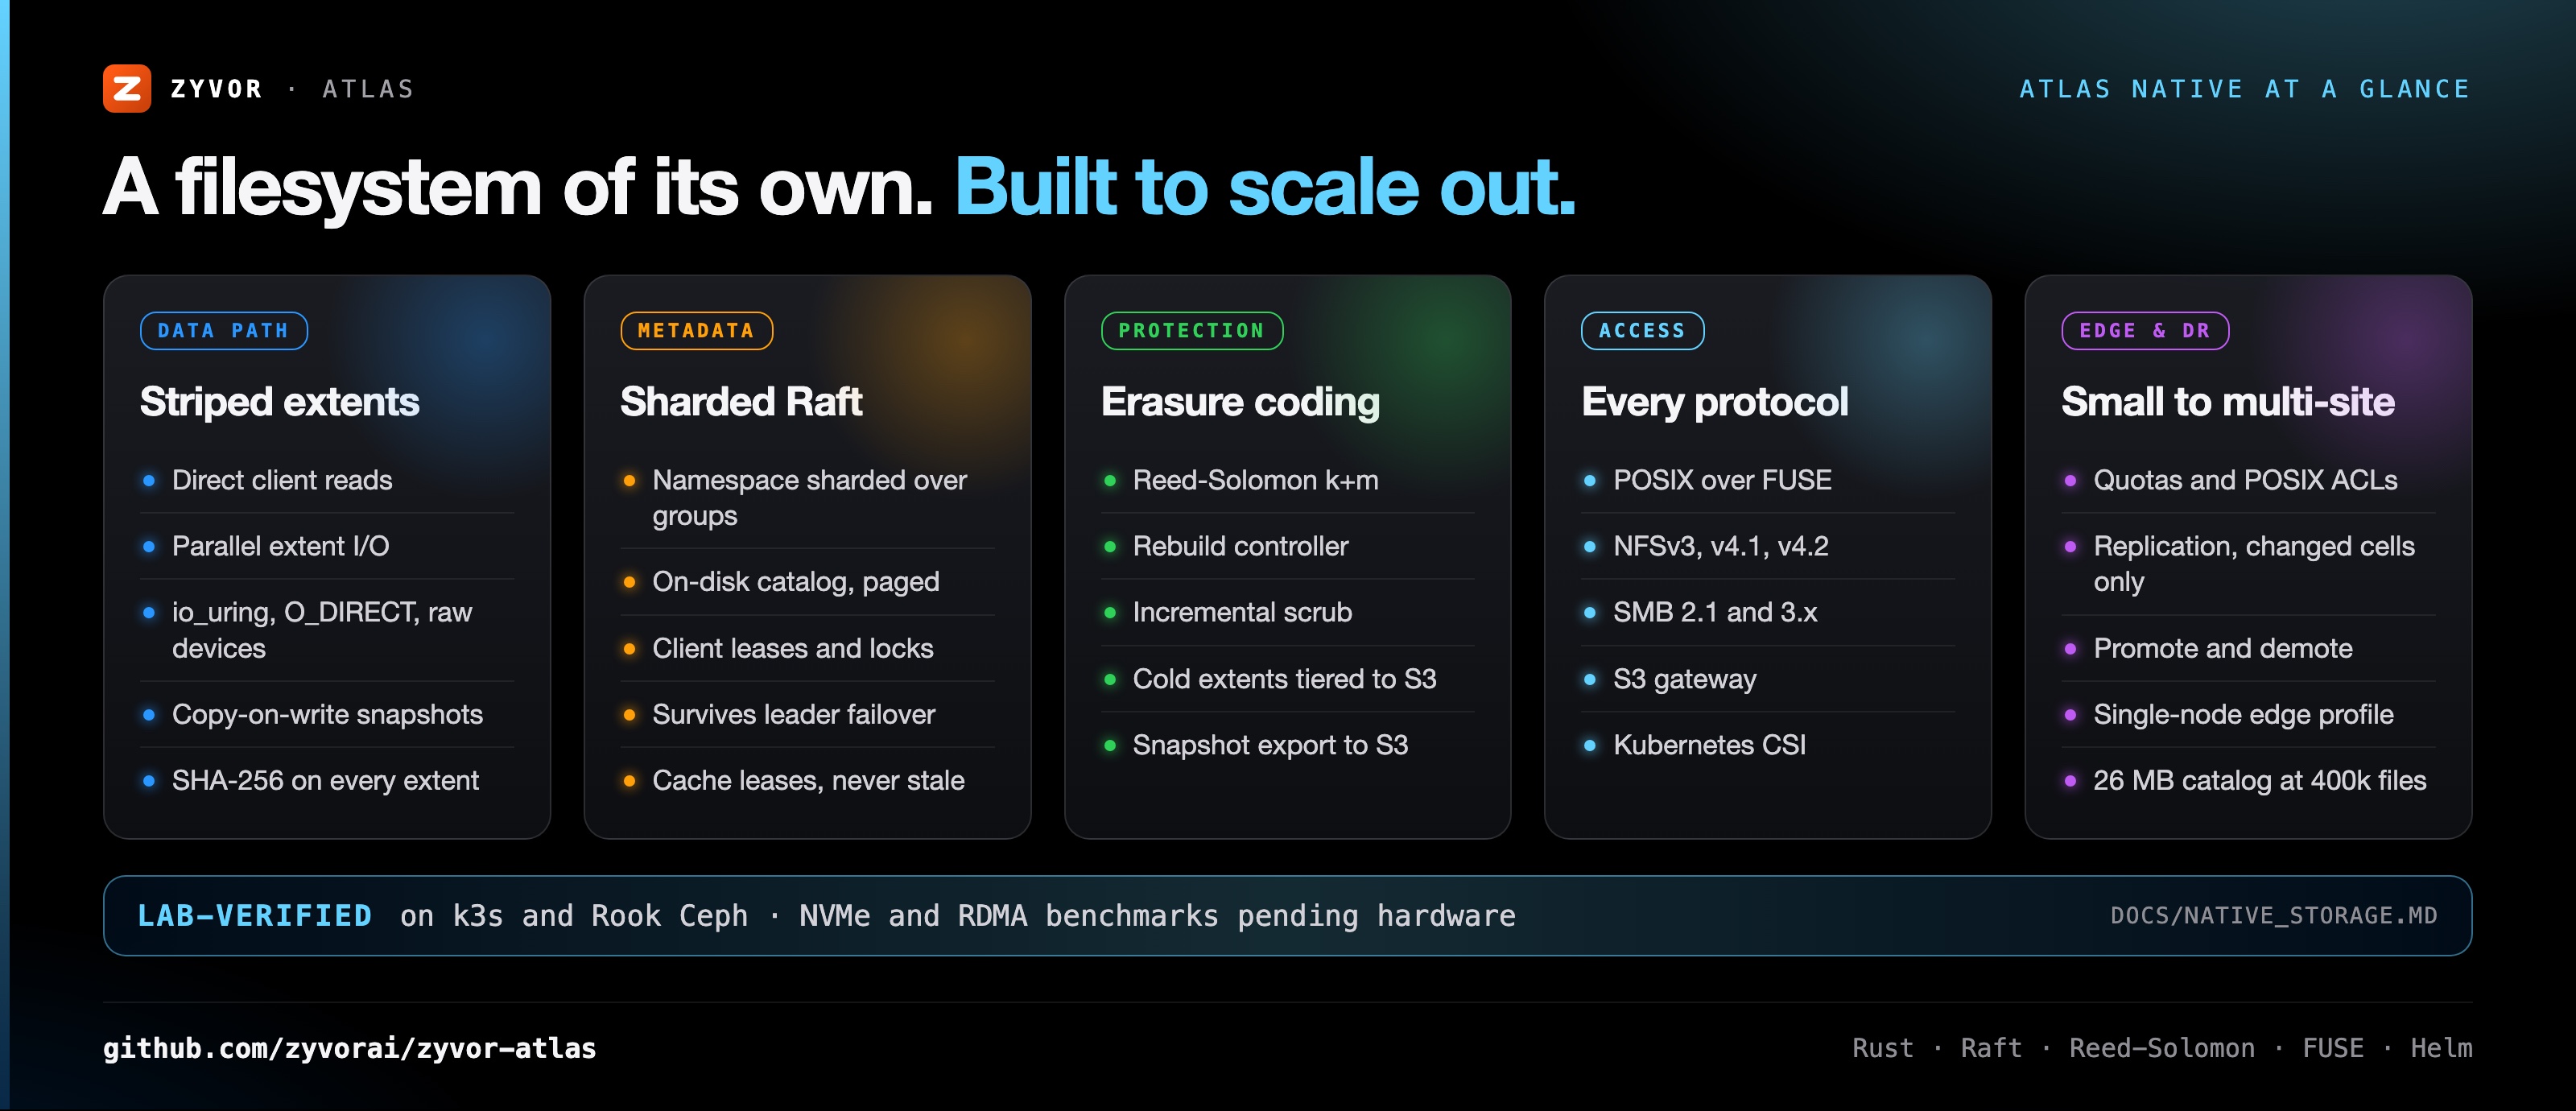 ZYVOR · ATLAS
ATLAS NATIVE AT A GLANCE
A filesystem of its own. Built to scale out.
DATA PATH
Striped extents
Direct client reads
Parallel extent I/O
io_uring, O_DIRECT, raw
devices
Copy-on-write snapshots
SHA-256 on every extent
METADATA
Sharded Raft
Namespace sharded over
groups
On-disk catalog, paged
Client leases and locks
Survives leader failover
Cache leases, never stale
PROTECTION
Erasure coding
Reed-Solomon k+m
Rebuild controller
Incremental scrub
Cold extents tiered to S3
Snapshot export to S3
ACCESS
Every protocol
POSIX over FUSE
NFSv3, v4.1, v4.2
SMB 2.1 and 3.x
S3 gateway
Kubernetes CSI
EDGE & DR
Small to multi-site
Quotas and POSIX ACLs
Replication, changed cells
only
Promote and demote
Single-node edge profile
26 MB catalog at 400k files
LAB-VERIFIED on k3s and Rook Ceph · NVMe and RDMA benchmarks pending hardware
DOCS/NATIVE_STORAGE.MD
github.com/zyvorai/zyvor-atlas
Rust · Raft · Reed-Solomon · FUSE · Helm